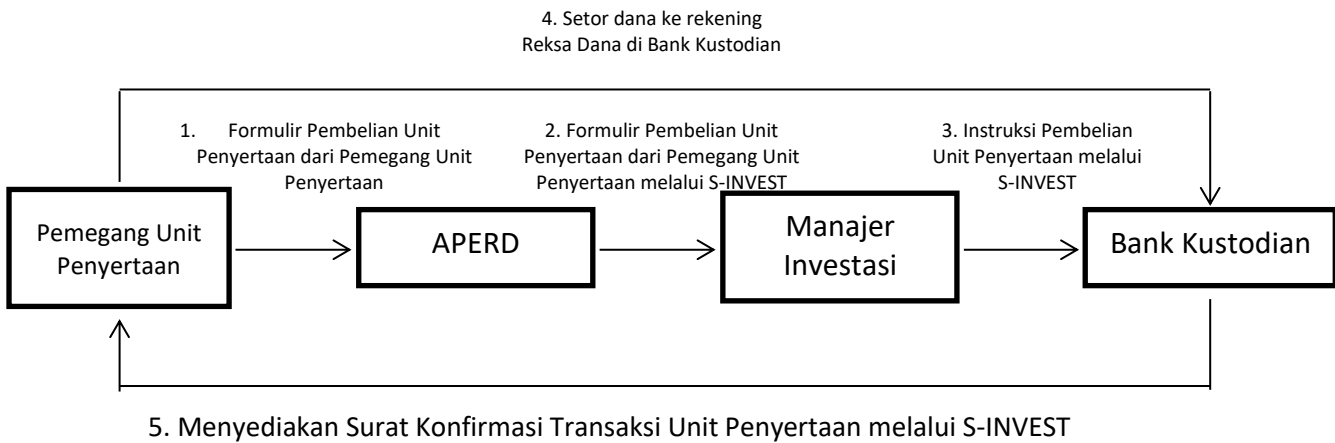 4. Setor dana ke rekening
Reksa Dana di Bank Kustodian
1. Formulir Pembelian Unit
Penyertaan dari Pemegang Unit
Penyertaan
2. Formulir Pembelian Unit
Penyertaan dari Pemegang Unit
Penyertaan melalui S-INVEST
3. Instruksi Pembelian
Unit Penyertaan melalui
S-INVEST
Pemegang Unit
Penyertaan
APERD
Manajer
Investasi
Bank Kustodian
5. Menyediakan Surat Konfirmasi Transaksi Unit Penyertaan melalui S-INVEST